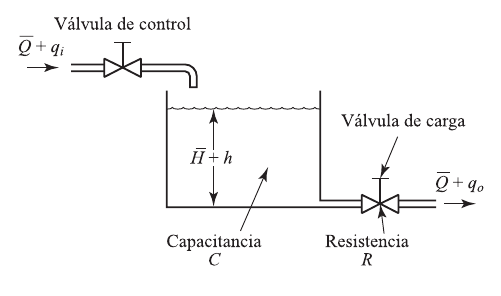 Válvula de control
Q̅ + qᵢ
Válvula de carga
H̅ + h
Q̅ + qₒ
Capacitancia
C
Resistencia
R